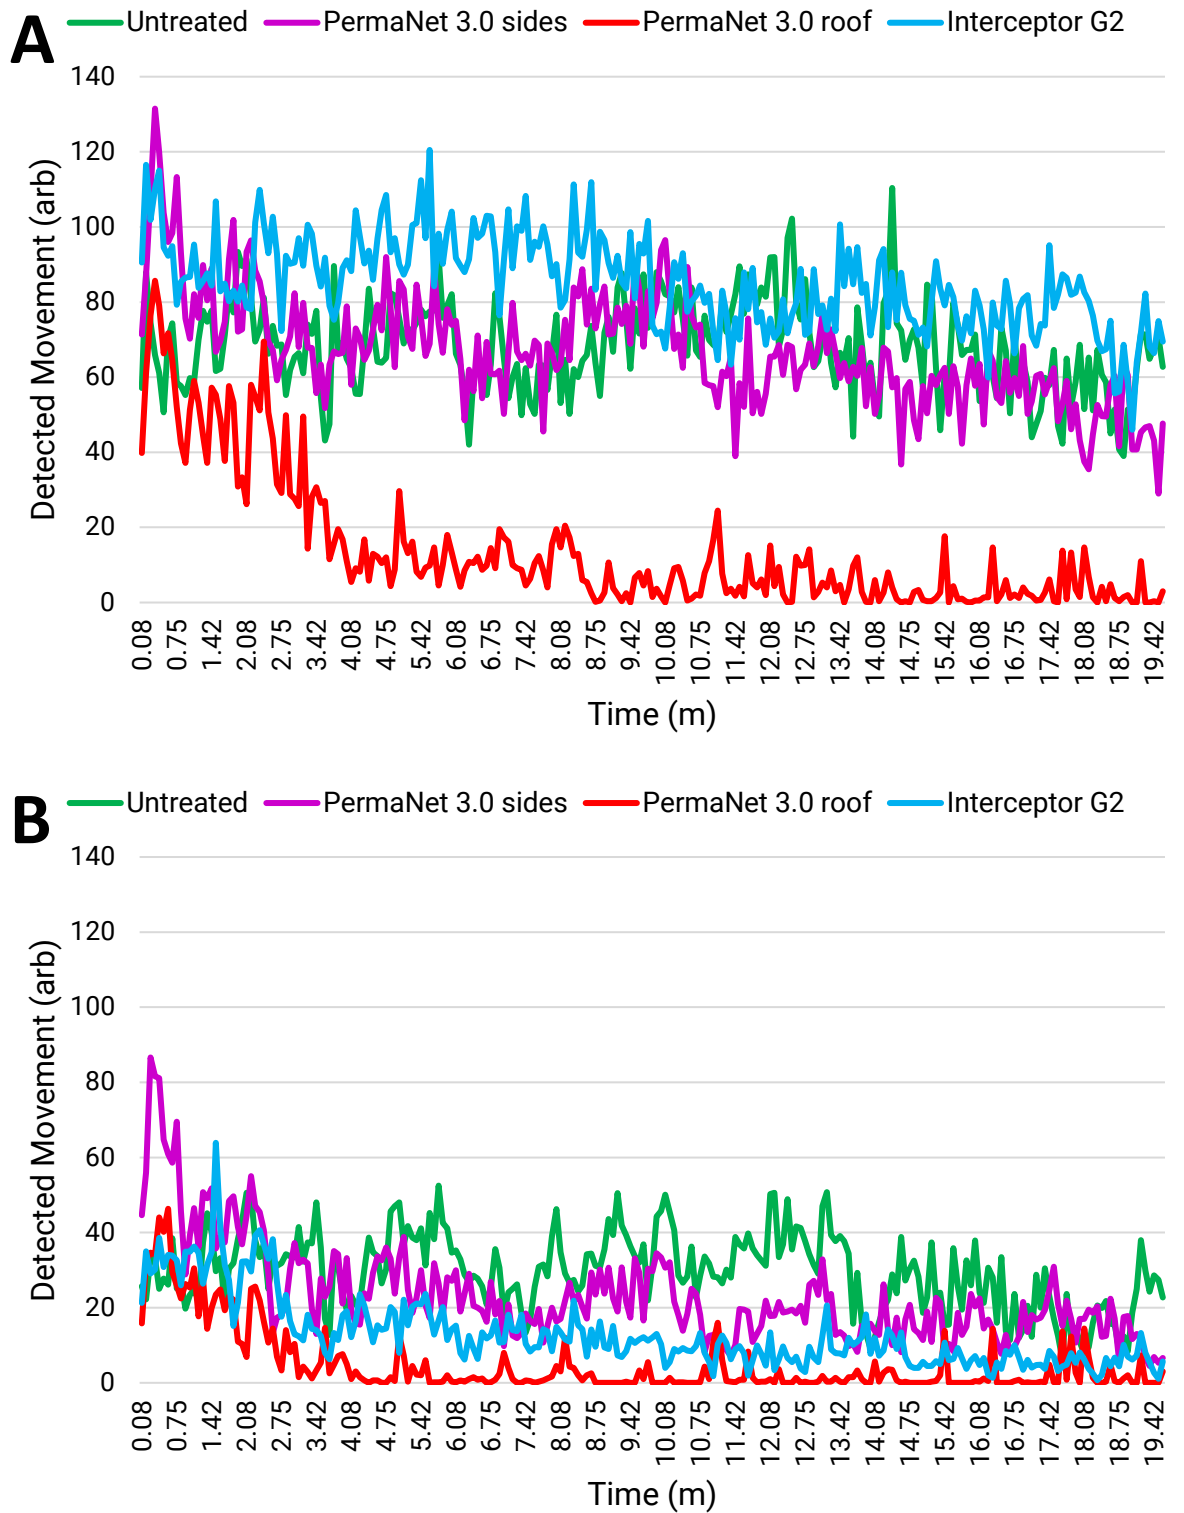 A
Untreated PermaNet 3.0 sides PermaNet 3.0 roof Interceptor G2
Detected Movement (arb)
140
120
100
80
60
40
20
0
0.08 0.75 1.42 2.08 2.75 3.42 4.08 4.75 5.42 6.08 6.75 7.42 8.08 8.75 9.42 10.08 10.75 11.42 12.08 12.75 13.42 14.08 14.75 15.42 16.08 16.75 17.42 18.08 18.75 19.42
Time (m)
B
Untreated PermaNet 3.0 sides PermaNet 3.0 roof Interceptor G2
Detected Movement (arb)
140
120
100
80
60
40
20
0
0.08 0.75 1.42 2.08 2.75 3.42 4.08 4.75 5.42 6.08 6.75 7.42 8.08 8.75 9.42 10.08 10.75 11.42 12.08 12.75 13.42 14.08 14.75 15.42 16.08 16.75 17.42 18.08 18.75 19.42
Time (m)